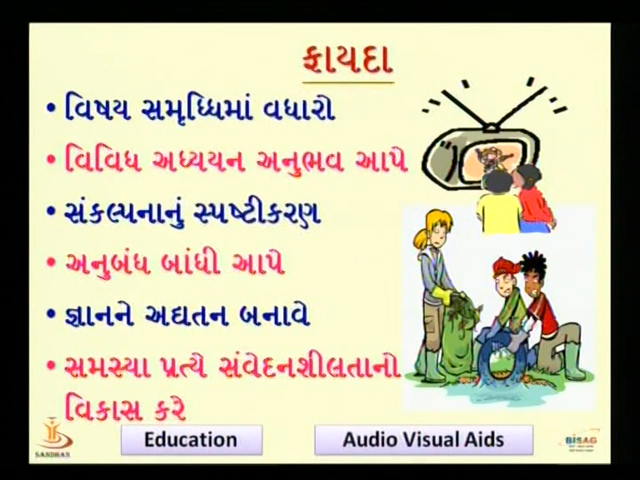 ફાયદા
• વિષય સમૃધ્ધિમાં વધારો
• વિવિધ અધ્યયન અનુભવ આપે
• સંકલ્પનાનું સ્પષ્ટીકરણ
• અનુબંધ બાંધી આપે
• જ્ઞાનને અદ્યતન બનાવે
• સમસ્યા પ્રત્યે સંવેદનશીલતાનો
વિકાસ કરે
Education
Audio Visual Aids
SANDHAN
BISAG